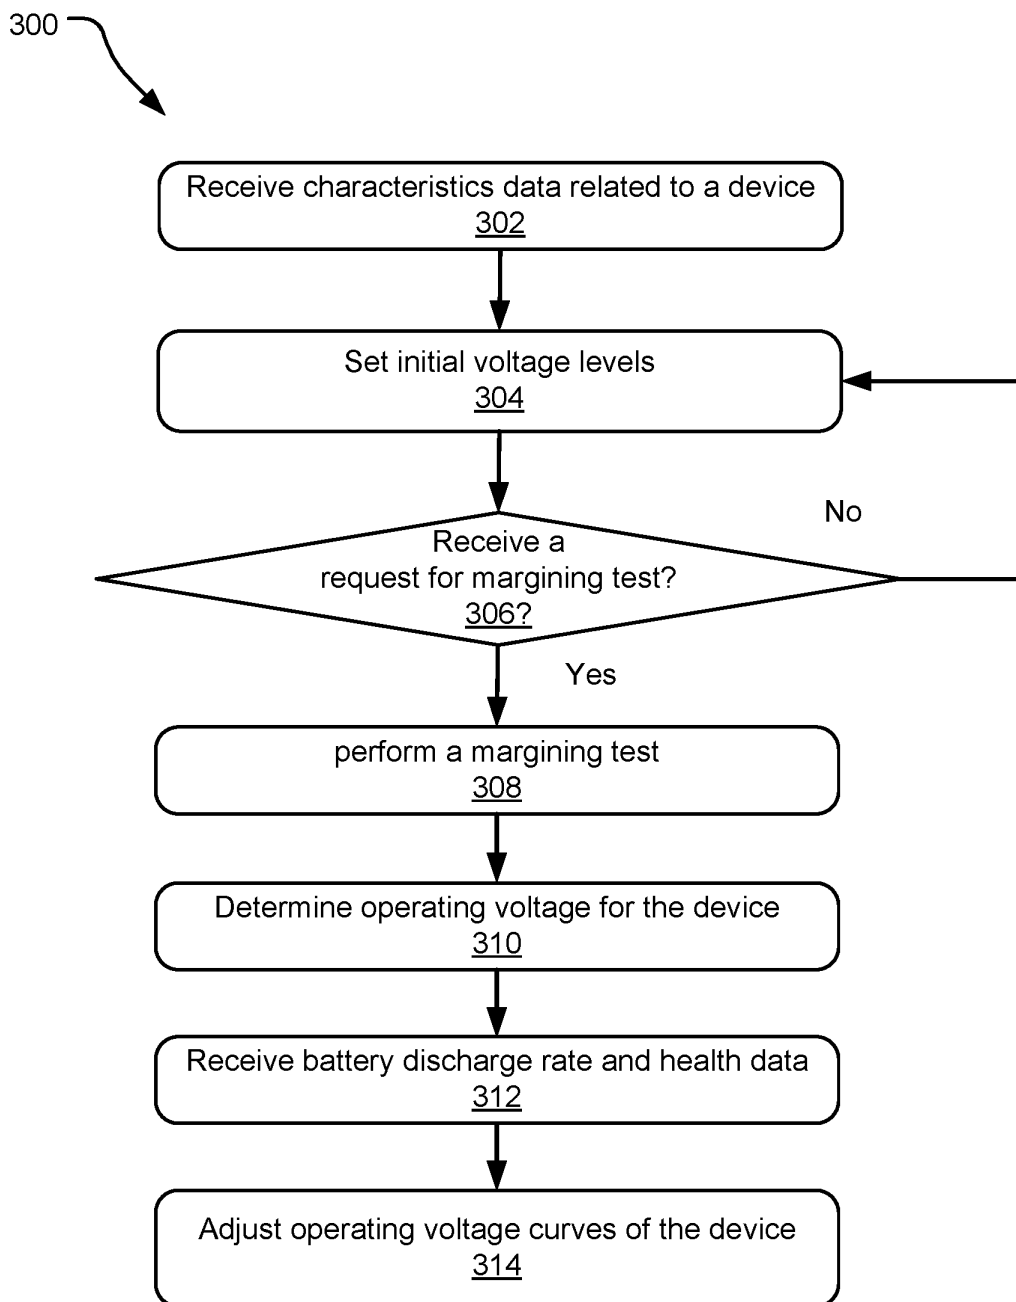 300
Receive characteristics data related to a device
302
Set initial voltage levels
304
No
Receive a
request for margining test?
306?
Yes
perform a margining test
308
Determine operating voltage for the device
310
Receive battery discharge rate and health data
312
Adjust operating voltage curves of the device
314